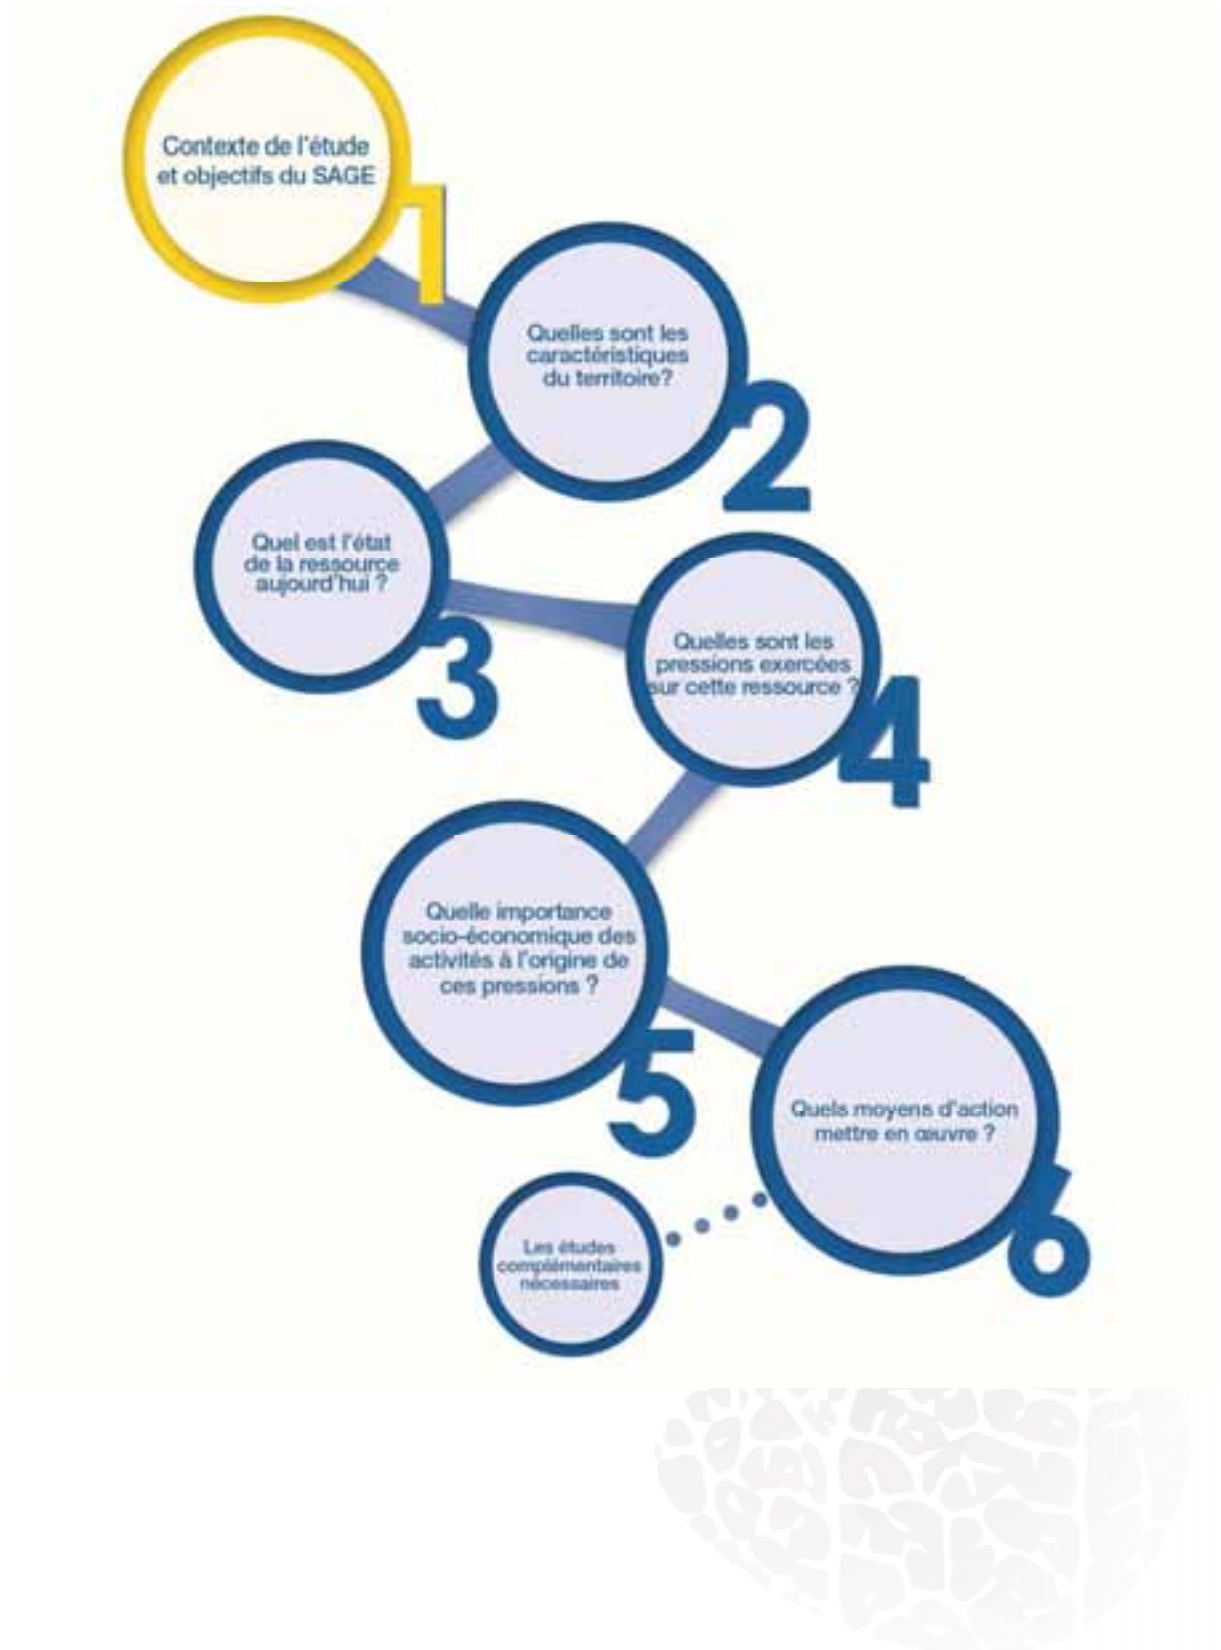 Contexte de l'étude
et objectifs du SAGE
1
Quelles sont les
caractéristiques
du territoire?
2
Quel est l'état
de la ressource
aujourd'hui ?
3
Quelles sont les
pressions exercées
sur cette ressource ?
4
Quelle importance
socio-économique des
activités à l'origine de
ces pressions ?
5
Quels moyens d'action
mettre en œuvre ?
6
Les études
complémentaires
nécessaires